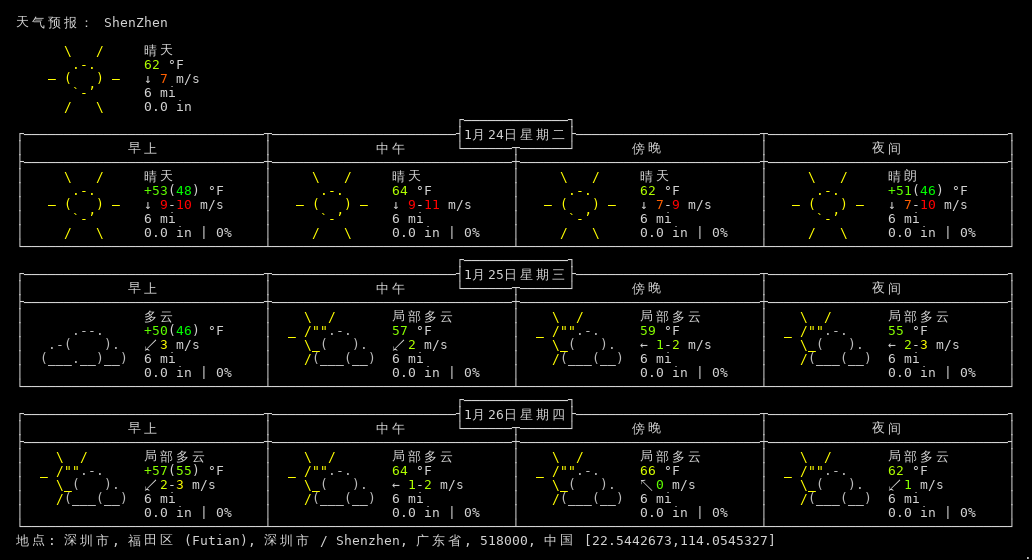 天气预报： ShenZhen
晴天
62 °F
↓ 7 m/s
6 mi
0.0 in
1月24日星期二
早上 中午 傍晚 夜间
晴天 晴天 晴天 晴朗
+53(48) °F 64 °F 62 °F +51(46) °F
↓ 9-10 m/s ↓ 9-11 m/s ↓ 7-9 m/s ↓ 7-10 m/s
6 mi 6 mi 6 mi 6 mi
0.0 in | 0% 0.0 in | 0% 0.0 in | 0% 0.0 in | 0%
1月25日星期三
早上 中午 傍晚 夜间
多云 局部多云 局部多云 局部多云
+50(46) °F 57 °F 59 °F 55 °F
↙ 3 m/s ↙ 2 m/s ← 1-2 m/s ← 2-3 m/s
6 mi 6 mi 6 mi 6 mi
0.0 in | 0% 0.0 in | 0% 0.0 in | 0% 0.0 in | 0%
1月26日星期四
早上 中午 傍晚 夜间
局部多云 局部多云 局部多云 局部多云
+57(55) °F 64 °F 66 °F 62 °F
↙ 2-3 m/s ← 1-2 m/s ↖ 0 m/s ↙ 1 m/s
6 mi 6 mi 6 mi 6 mi
0.0 in | 0% 0.0 in | 0% 0.0 in | 0% 0.0 in | 0%
地点: 深圳市, 福田区 (Futian), 深圳市 / Shenzhen, 广东省, 518000, 中国 [22.5442673,114.0545327]